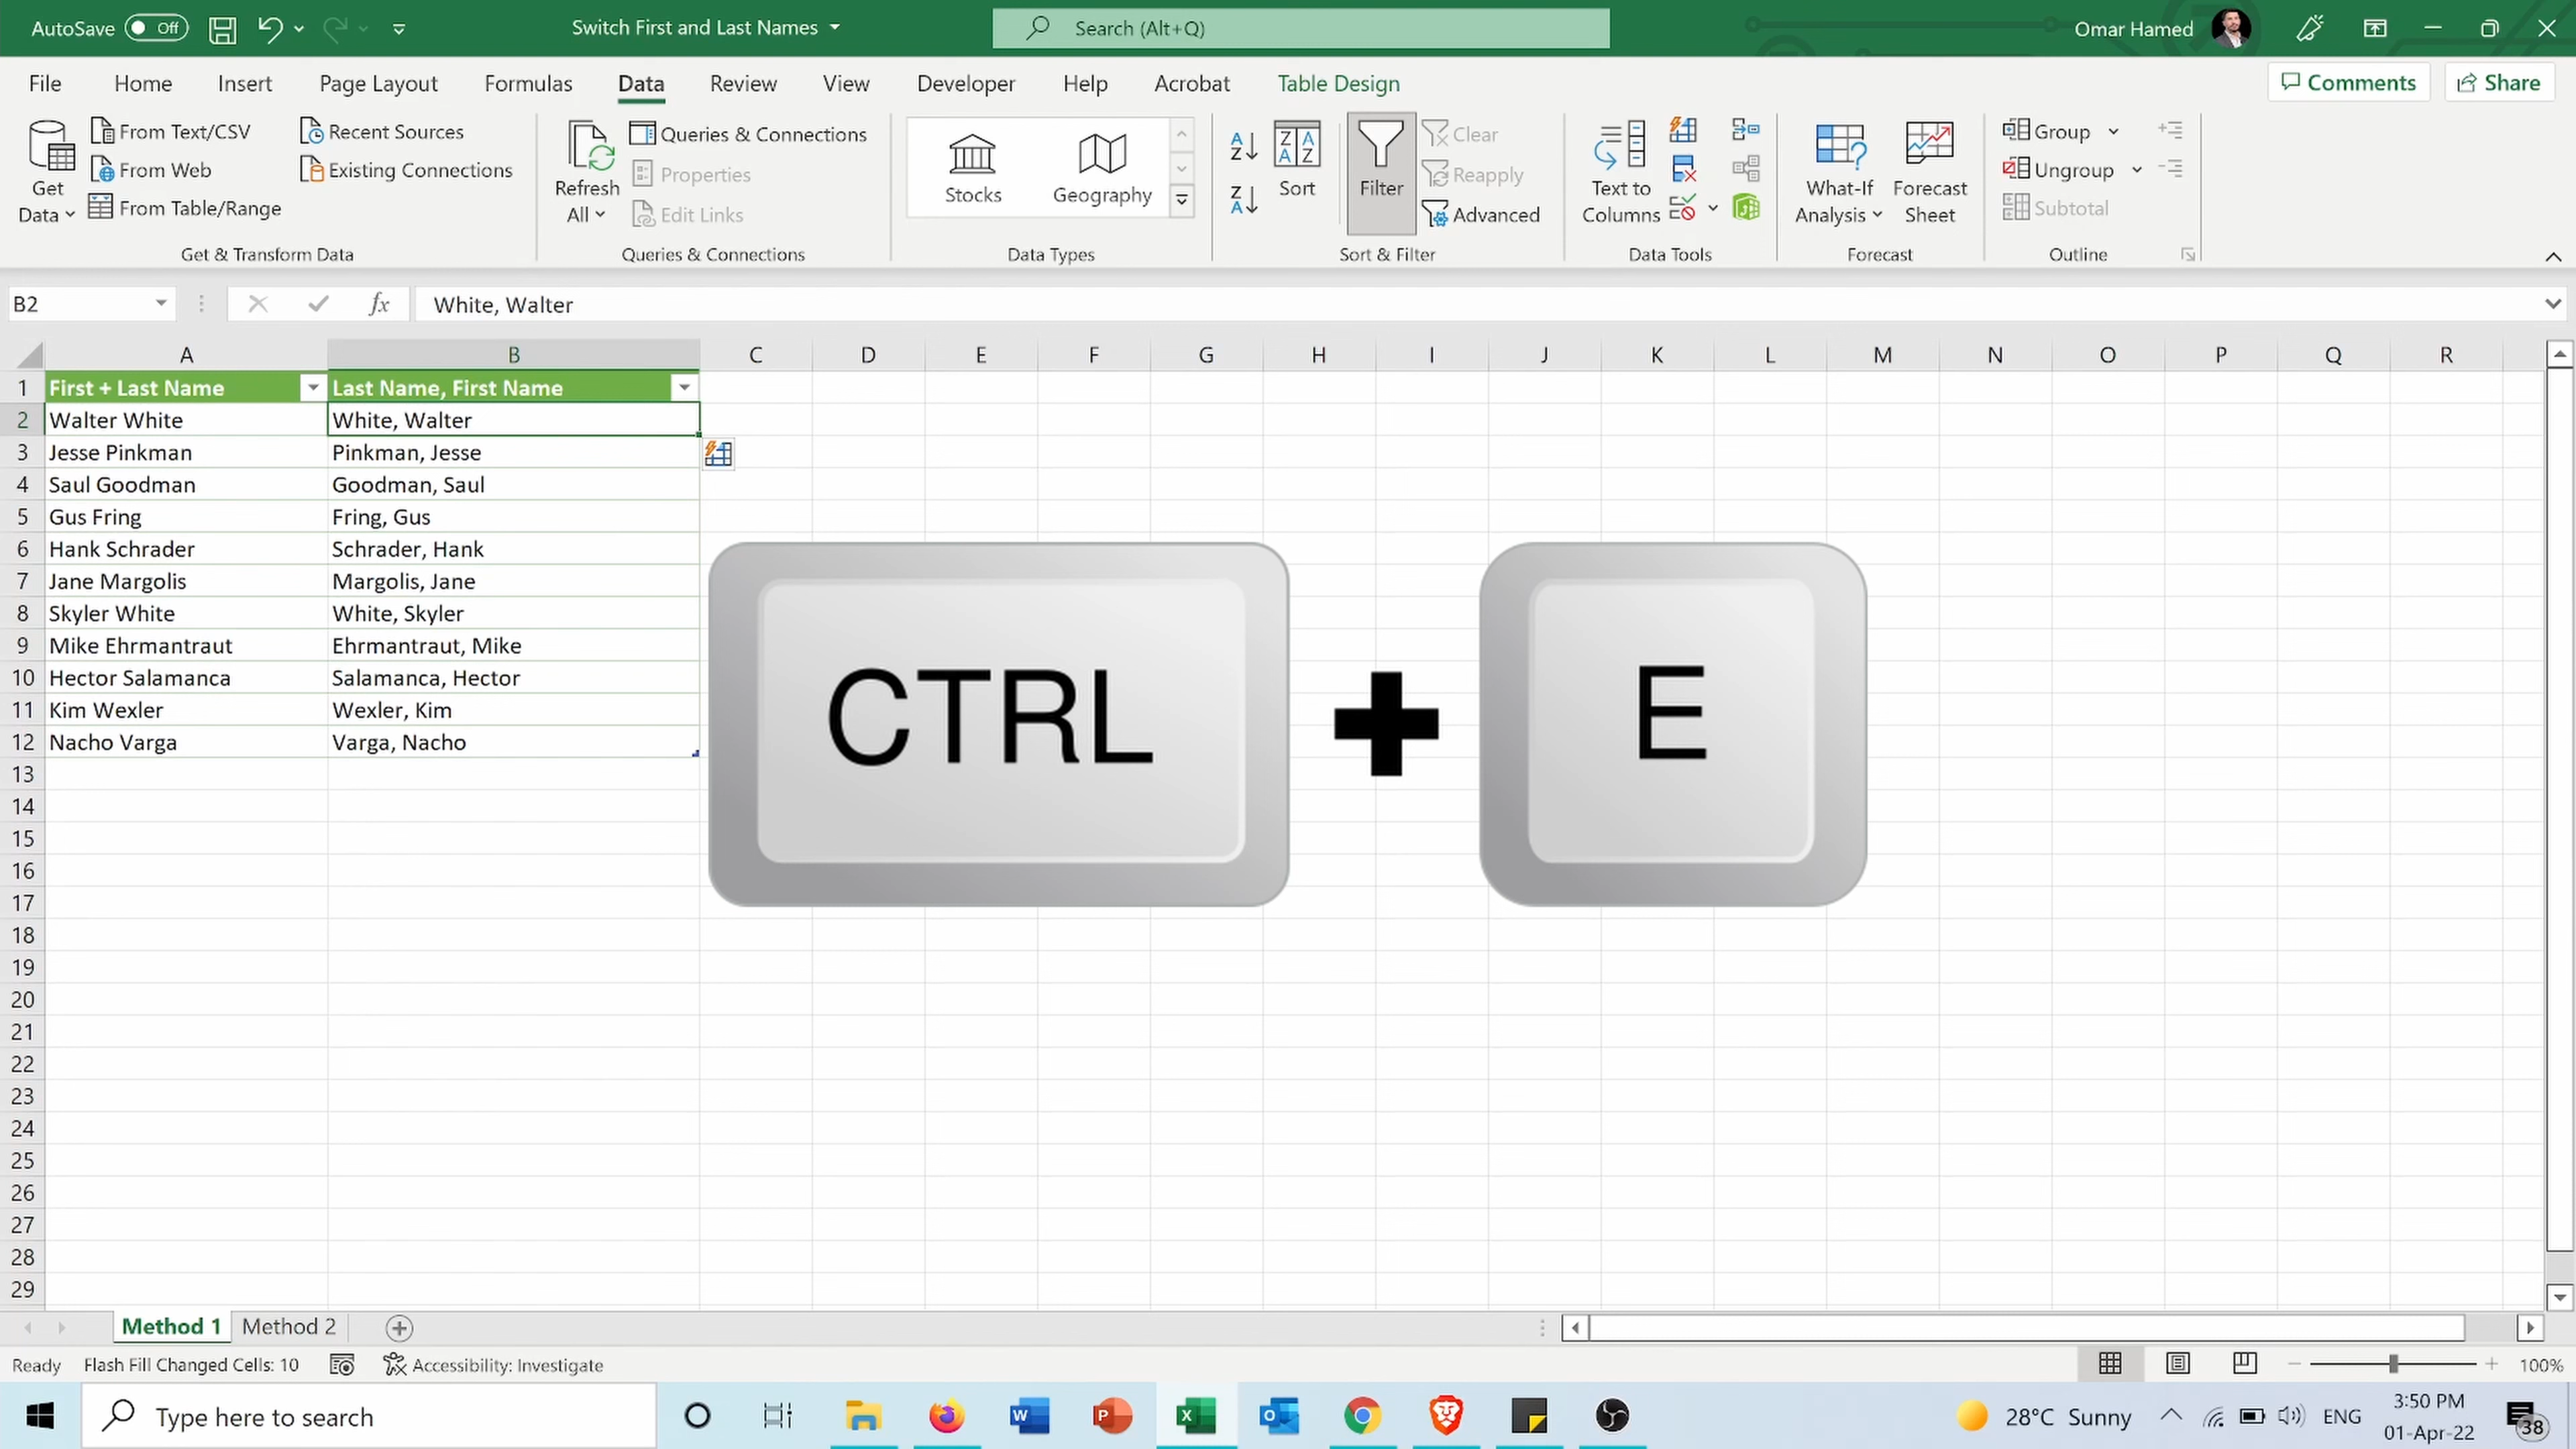 AutoSave Off
Switch First and Last Names
Search (Alt+Q)
Omar Hamed
File Home Insert Page Layout Formulas Data Review View Developer Help Acrobat Table Design
Comments Share
Get Data
From Text/CSV
From Web
From Table/Range
Recent Sources
Existing Connections
Get & Transform Data
Refresh All
Queries & Connections
Properties
Edit Links
Queries & Connections
Stocks
Geography
Data Types
Sort
Filter
Clear
Reapply
Advanced
Sort & Filter
Text to Columns
Data Tools
What-If Analysis
Forecast Sheet
Forecast
Group
Ungroup
Subtotal
Outline
B2 fx White, Walter
A B C D E F G H I J K L M N O P Q R
1 First + Last Name Last Name, First Name
2 Walter White White, Walter
3 Jesse Pinkman Pinkman, Jesse
4 Saul Goodman Goodman, Saul
5 Gus Fring Fring, Gus
6 Hank Schrader Schrader, Hank
7 Jane Margolis Margolis, Jane
8 Skyler White White, Skyler
9 Mike Ehrmantraut Ehrmantraut, Mike
10 Hector Salamanca Salamanca, Hector
11 Kim Wexler Wexler, Kim
12 Nacho Varga Varga, Nacho
13
14
15
16
17
18
19
20
21
22
23
24
25
26
27
28
29
CTRL + E
Method 1 Method 2
Ready Flash Fill Changed Cells: 10 Accessibility: Investigate
100%
Type here to search
28°C Sunny
ENG
3:50 PM
01-Apr-22
38